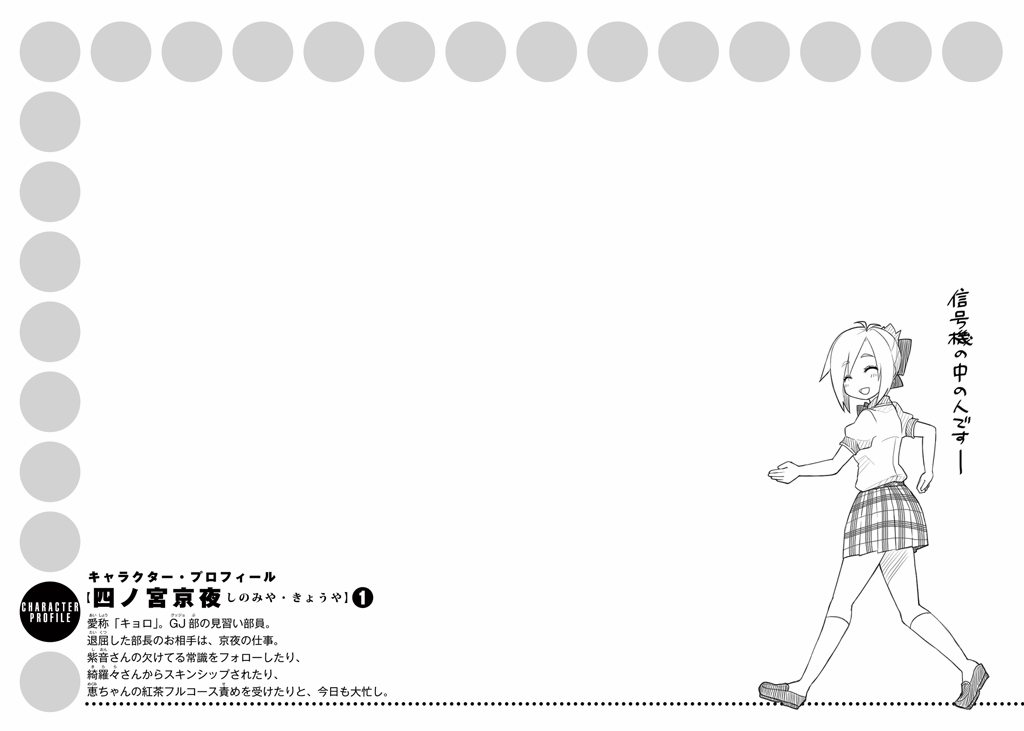 信号機の中の人ですー
キャラクター・プロフィール
【四ノ宮京夜 しのみや・きょうや】❶
CHARACTER
PROFILE
愛称「キョロ」。GJ部の見習い部員。
退屈した部長のお相手は、京夜の仕事。
紫音さんの欠けてる常識をフォローしたり、
綺羅々さんからスキンシップされたり、
恵ちゃんの紅茶フルコース責めを受けたりと、今日も大忙し。